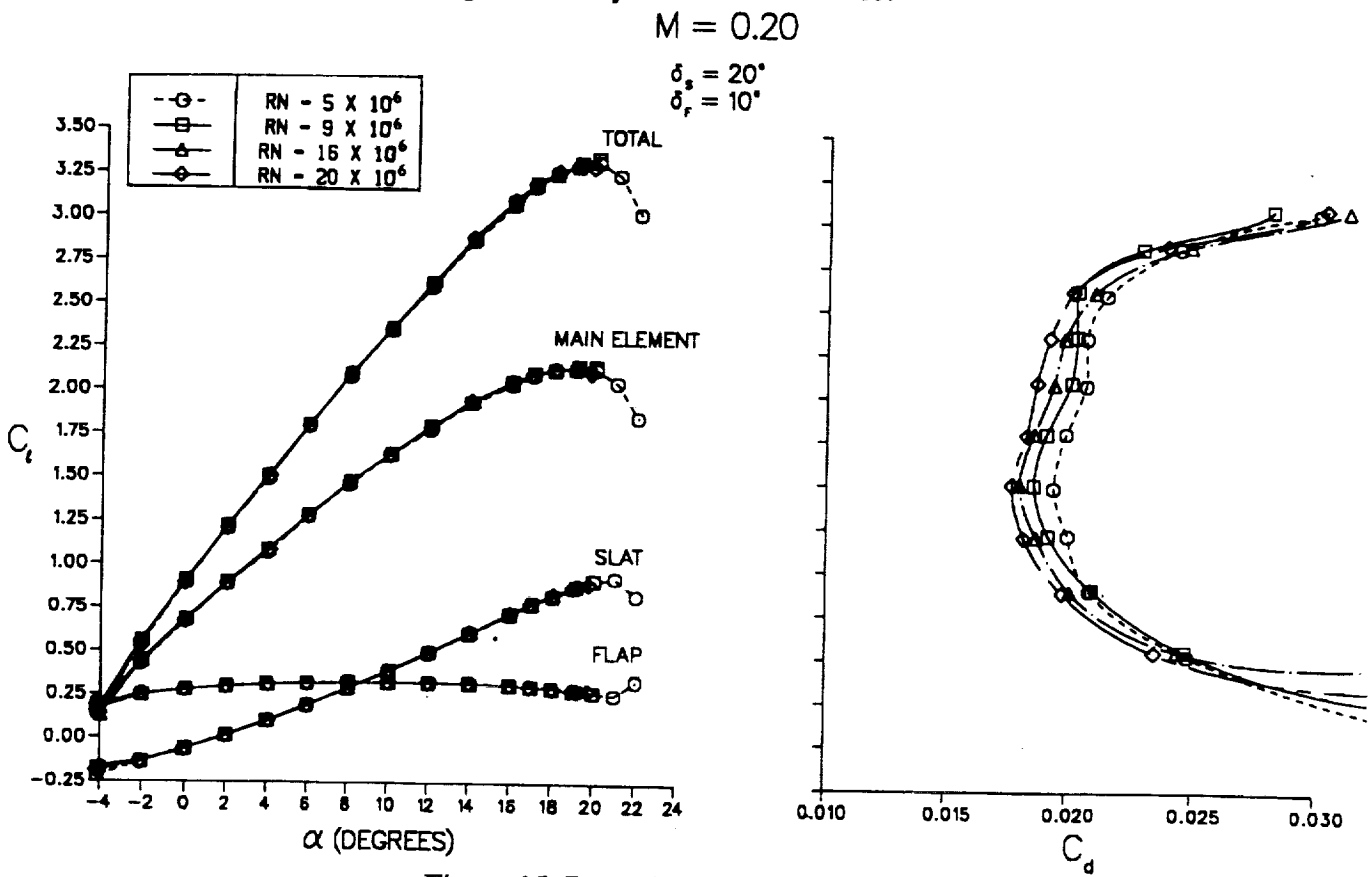 M = 0.20
δs = 20°
δF = 10°
RN - 5 X 10⁶
RN - 9 X 10⁶
RN - 16 X 10⁶
RN - 20 X 10⁶
TOTAL
MAIN ELEMENT
SLAT
FLAP
Cℓ
3.50
3.25
3.00
2.75
2.50
2.25
2.00
1.75
1.50
1.25
1.00
0.75
0.50
0.25
0.00
-0.25
-4 -2 0 2 4 6 8 10 12 14 16 18 20 22 24
α (DEGREES)
0.010 0.015 0.020 0.025 0.030
Cd